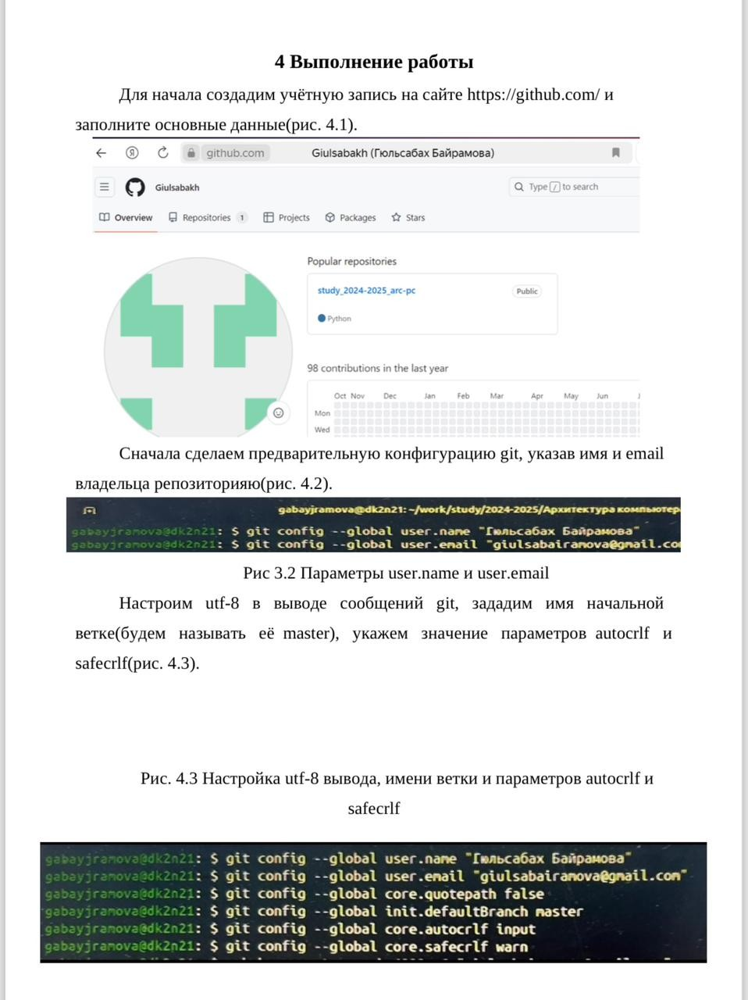 4 Выполнение работы
Для начала создадим учётную запись на сайте https://github.com/ и
заполните основные данные(рис. 4.1).
github.com Giulsabakh (Гюльсабах Байрамова)
Giulsabakh Type / to search
Overview Repositories 1 Projects Packages Stars
Popular repositories
study_2024-2025_arc-pc Public
Python
98 contributions in the last year
Oct Nov Dec Jan Feb Mar Apr May Jun
Mon
Wed
Сначала сделаем предварительную конфигурацию git, указав имя и email
владельца репозиторияю(рис. 4.2).
gabayjramova@dk2n21: ~/work/study/2024-2025/Архитектура компьютер
gabayjramova@dk2n21: $ git config --global user.name "Гюльсабах Байрамова"
gabayjramova@dk2n21: $ git config --global user.email "giulsabairamova@gmail.co
Рис 3.2 Параметры user.name и user.email
Настроим utf-8 в выводе сообщений git, зададим имя начальной
ветке(будем называть её master), укажем значение параметров autocrlf и
safecrlf(рис. 4.3).
Рис. 4.3 Настройка utf-8 вывода, имени ветки и параметров autocrlf и
safecrlf
gabayjramova@dk2n21: $ git config --global user.name "Гюльсабах Байрамова"
gabayjramova@dk2n21: $ git config --global user.email "giulsabairamova@gmail.com"
gabayjramova@dk2n21: $ git config --global core.quotepath false
gabayjramova@dk2n21: $ git config --global init.defaultBranch master
gabayjramova@dk2n21: $ git config --global core.autocrlf input
gabayjramova@dk2n21: $ git config --global core.safecrlf warn